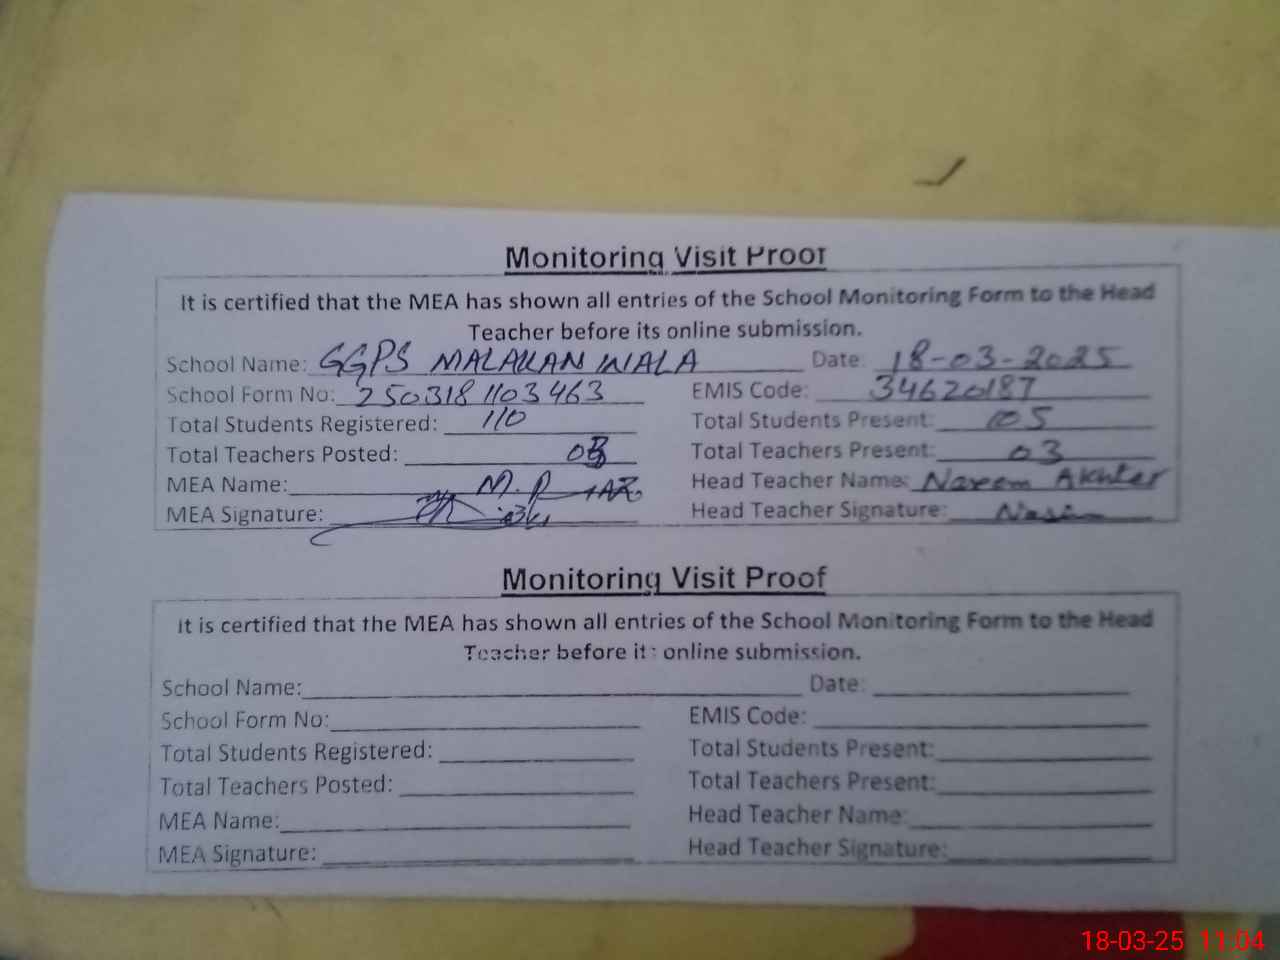 Monitoring Visit Proof
It is certified that the MEA has shown all entries of the School Monitoring Form to the Head
Teacher before its online submission.
School Name: GGPS MALAKAN WALA Date: 18-03-2025
School Form No: 250318 1103463 EMIS Code: 34620187
Total Students Registered: 110 Total Students Present: 105
Total Teachers Posted: 03 Total Teachers Present: 03
MEA Name: M. Head Teacher Name: Naseem Akhter
MEA Signature: Head Teacher Signature:
Monitoring Visit Proof
It is certified that the MEA has shown all entries of the School Monitoring Form to the Head
Teacher before its online submission.
School Name: Date:
School Form No: EMIS Code:
Total Students Registered: Total Students Present:
Total Teachers Posted: Total Teachers Present:
MEA Name: Head Teacher Name:
MEA Signature: Head Teacher Signature:
18-03-25 11:04